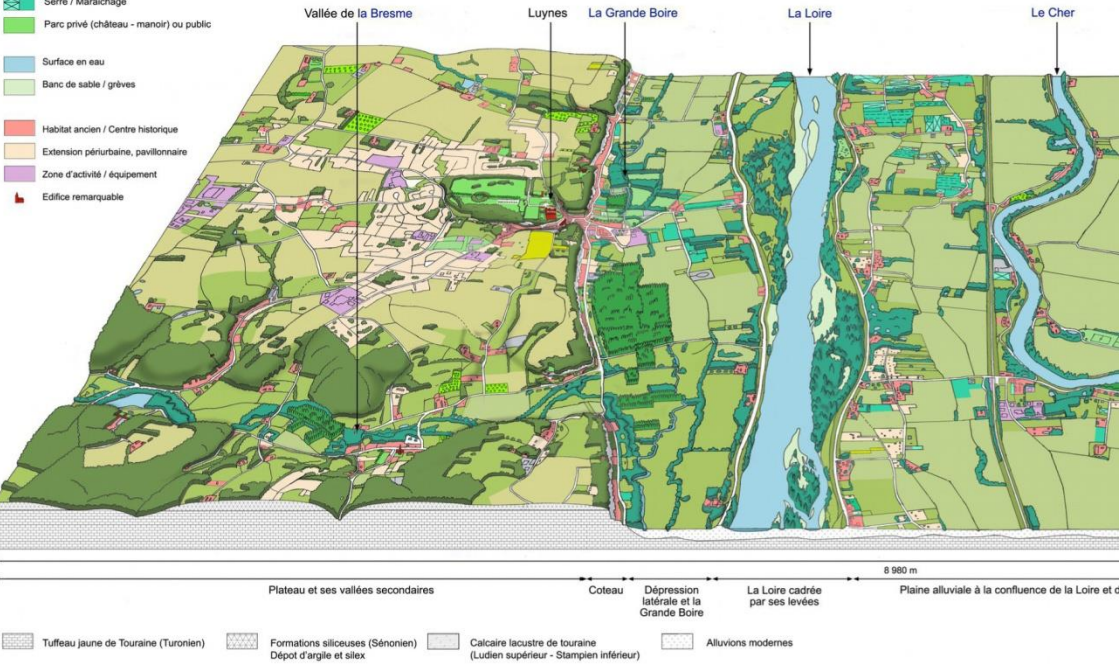 Serre / Maraîchage
Parc privé (château - manoir) ou public
Surface en eau
Banc de sable / grèves
Habitat ancien / Centre historique
Extension périurbaine, pavillonnaire
Zone d'activité / équipement
Edifice remarquable
Vallée de la Bresme
Luynes
La Grande Boire
La Loire
Le Cher
8 980 m
Plateau et ses vallées secondaires
Coteau
Dépression
latérale et la
Grande Boire
La Loire cadrée
par ses levées
Plaine alluviale à la confluence de la Loire et d
Tuffeau jaune de Touraine (Turonien)
Formations siliceuses (Sénonien)
Dépot d'argile et silex
Calcaire lacustre de touraine
(Ludien supérieur - Stampien inférieur)
Alluvions modernes